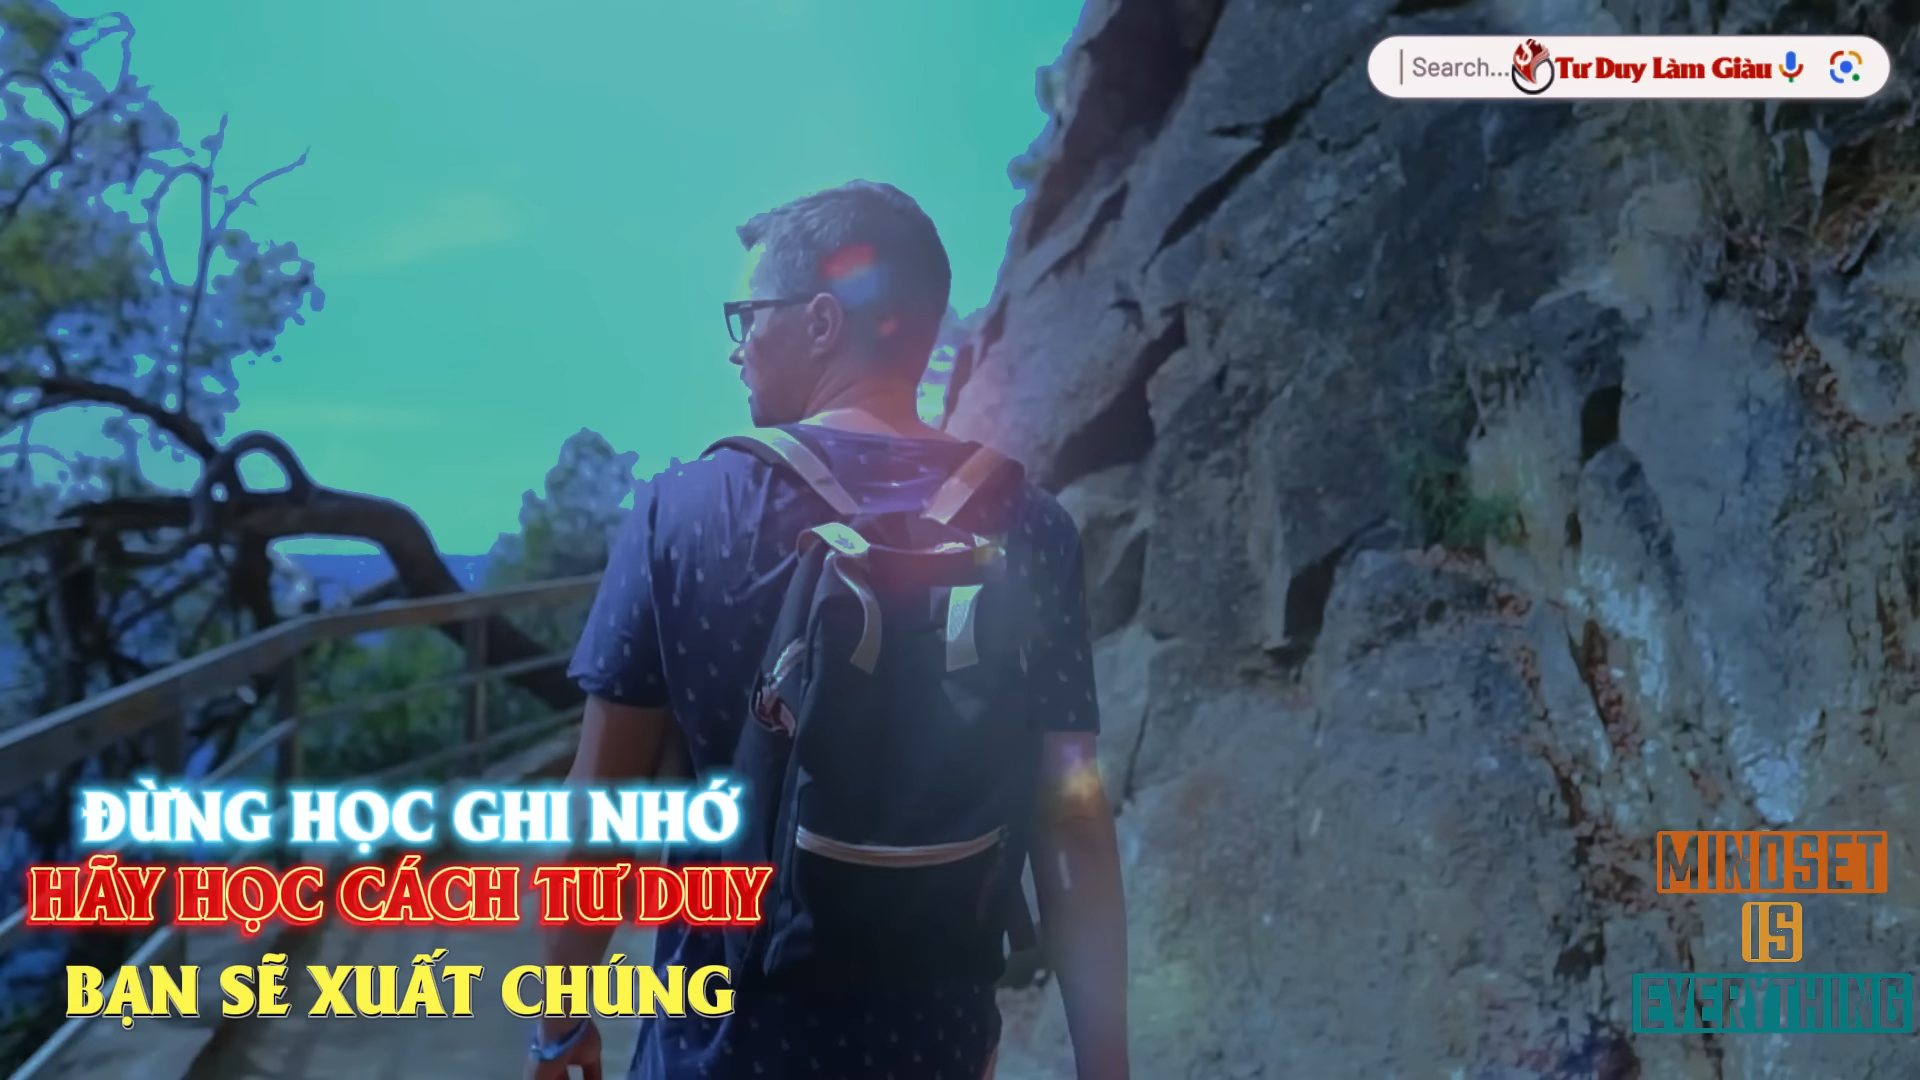 Search... Tư Duy Làm Giàu
ĐỪNG HỌC GHI NHỚ
HÃY HỌC CÁCH TƯ DUY
BẠN SẼ XUẤT CHÚNG
MINDSET
IS
EVERYTHING